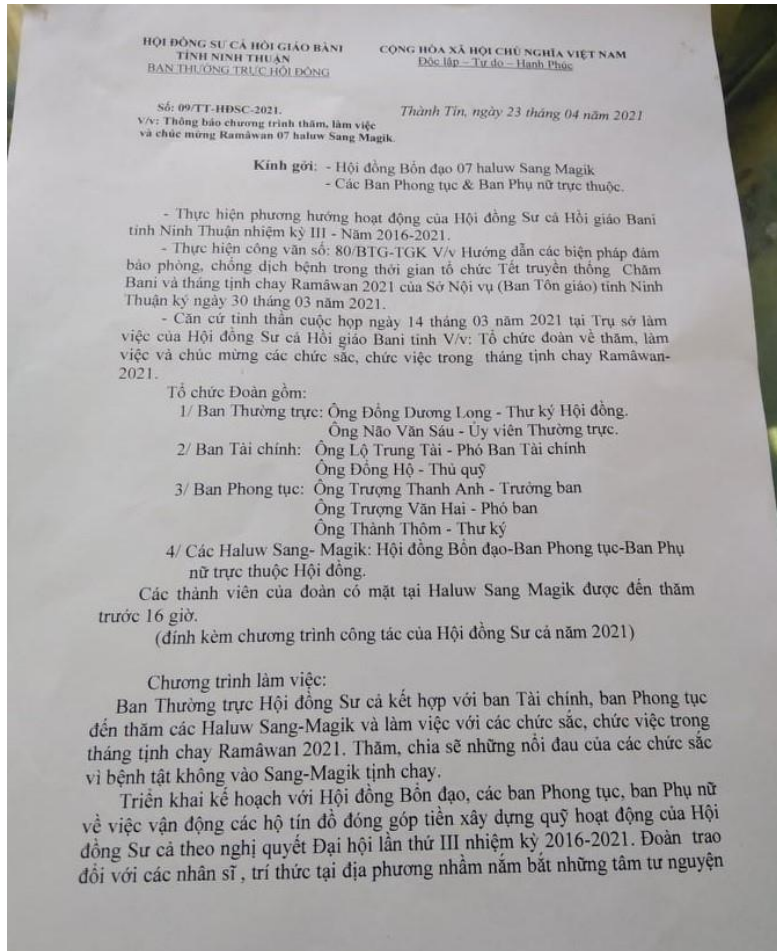 HỘI ĐỒNG SƯ CẢ HỒI GIÁO BÀNI
TỈNH NINH THUẬN
BAN THƯỜNG TRỰC HỘI ĐỒNG
CỘNG HÒA XÃ HỘI CHỦ NGHĨA VIỆT NAM
Độc lập – Tự do – Hạnh Phúc
Số: 09/TT-HĐSC-2021.
V/v: Thông báo chương trình thăm, làm việc
và chúc mừng Ramâwan 07 haluw Sang Magik.
Thành Tín, ngày 23 tháng 04 năm 2021
Kính gởi: - Hội đồng Bổn đạo 07 haluw Sang Magik
- Các Ban Phong tục & Ban Phụ nữ trực thuộc.
- Thực hiện phương hướng hoạt động của Hội đồng Sư cả Hồi giáo Bani
tỉnh Ninh Thuận nhiệm kỳ III - Năm 2016-2021.
- Thực hiện công văn số: 80/BTG-TGK V/v Hướng dẫn các biện pháp đảm
bảo phòng, chống dịch bệnh trong thời gian tổ chức Tết truyền thống Chăm
Bani và tháng tịnh chay Ramâwan 2021 của Sở Nội vụ (Ban Tôn giáo) tỉnh Ninh
Thuận ký ngày 30 tháng 03 năm 2021.
- Căn cứ tinh thần cuộc họp ngày 14 tháng 03 năm 2021 tại Trụ sở làm
việc của Hội đồng Sư cả Hồi giáo Bani tỉnh V/v: Tổ chức đoàn về thăm, làm
việc và chúc mừng các chức sắc, chức việc trong tháng tịnh chay Ramâwan-
2021.
Tổ chức Đoàn gồm:
1/ Ban Thường trực: Ông Đồng Dương Long - Thư ký Hội đồng.
Ông Não Văn Sáu - Ủy viên Thường trực.
2/ Ban Tài chính: Ông Lộ Trung Tài - Phó Ban Tài chính
Ông Đồng Hộ - Thủ quỹ
3/ Ban Phong tục: Ông Trượng Thanh Anh - Trưởng ban
Ông Trượng Văn Hai - Phó ban
Ông Thành Thôm - Thư ký
4/ Các Haluw Sang- Magik: Hội đồng Bổn đạo-Ban Phong tục-Ban Phụ
nữ trực thuộc Hội đồng.
Các thành viên của đoàn có mặt tại Haluw Sang Magik được đến thăm
trước 16 giờ.
(đính kèm chương trình công tác của Hội đồng Sư cả năm 2021)
Chương trình làm việc:
Ban Thường trực Hội đồng Sư cả kết hợp với ban Tài chính, ban Phong tục
đến thăm các Haluw Sang-Magik và làm việc với các chức sắc, chức việc trong
tháng tịnh chay Ramâwan 2021. Thăm, chia sẽ những nổi đau của các chức sắc
vì bệnh tật không vào Sang-Magik tịnh chay.
Triển khai kế hoạch với Hội đồng Bổn đạo, các ban Phong tục, ban Phụ nữ
về việc vận động các hộ tín đồ đóng góp tiền xây dựng quỹ hoạt động của Hội
đồng Sư cả theo nghị quyết Đại hội lần thứ III nhiệm kỳ 2016-2021. Đoàn trao
đổi với các nhân sĩ , trí thức tại địa phương nhằm nắm bắt những tâm tư nguyện